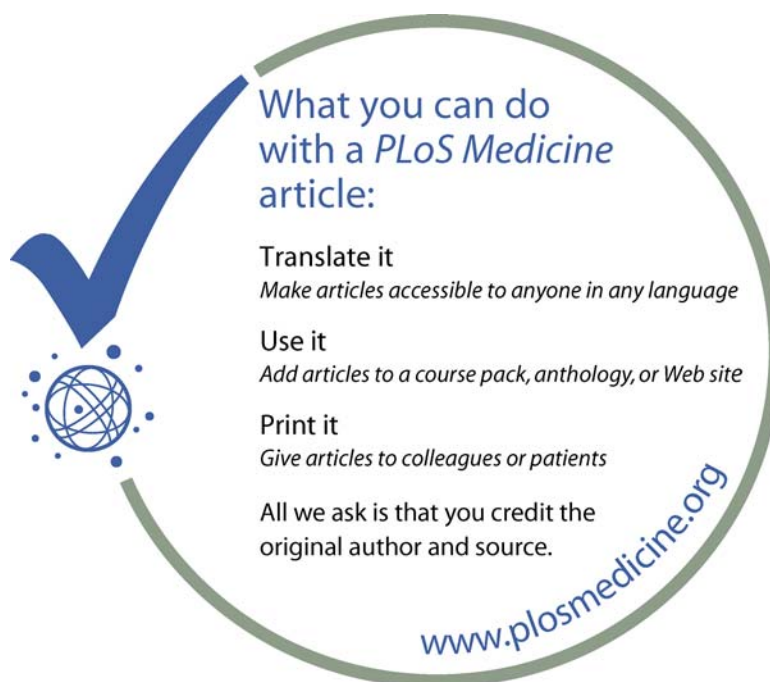 What you can do
with a PLoS Medicine
article:
Translate it
Make articles accessible to anyone in any language
Use it
Add articles to a course pack, anthology, or Web site
Print it
Give articles to colleagues or patients
All we ask is that you credit the
original author and source.
www.plosmedicine.org